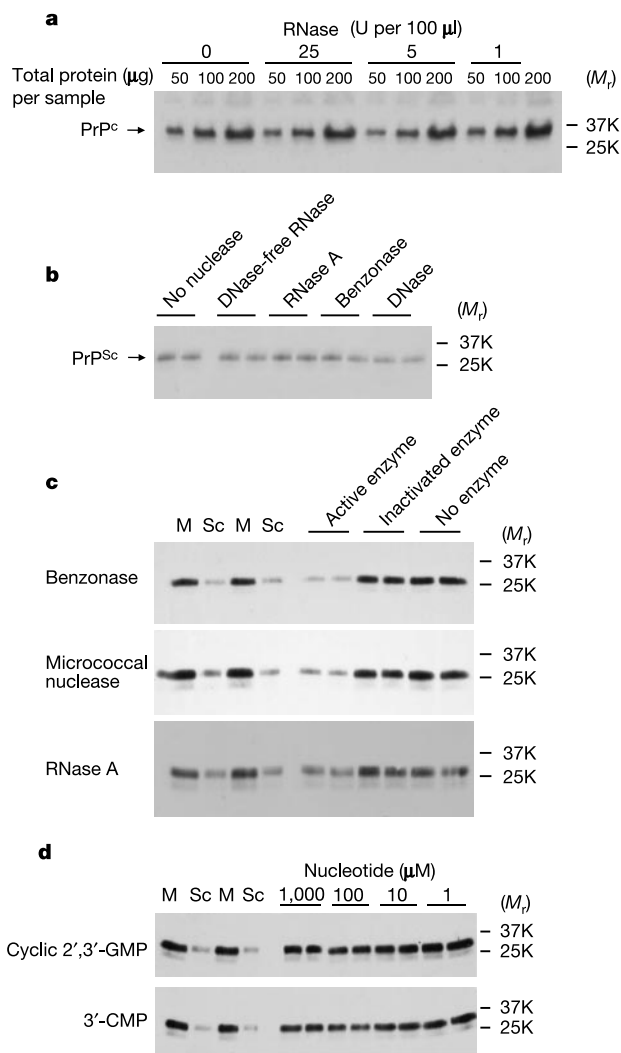 a
RNase (U per 100 µl)
0 25 5 1
Total protein (µg) per sample
50 100 200 50 100 200 50 100 200 50 100 200 (Mr)
PrPᶜ →
– 37K
– 25K
b
No nuclease DNase-free RNase RNase A Benzonase DNase
(Mr)
PrPSc →
– 37K
– 25K
c
Active enzyme Inactivated enzyme No enzyme
M Sc M Sc
(Mr)
Benzonase
– 37K
– 25K
Micrococcal nuclease
– 37K
– 25K
RNase A
– 37K
– 25K
d
Nucleotide (µM)
M Sc M Sc 1,000 100 10 1 (Mr)
Cyclic 2′,3′-GMP
– 37K
– 25K
3′-CMP
– 37K
– 25K